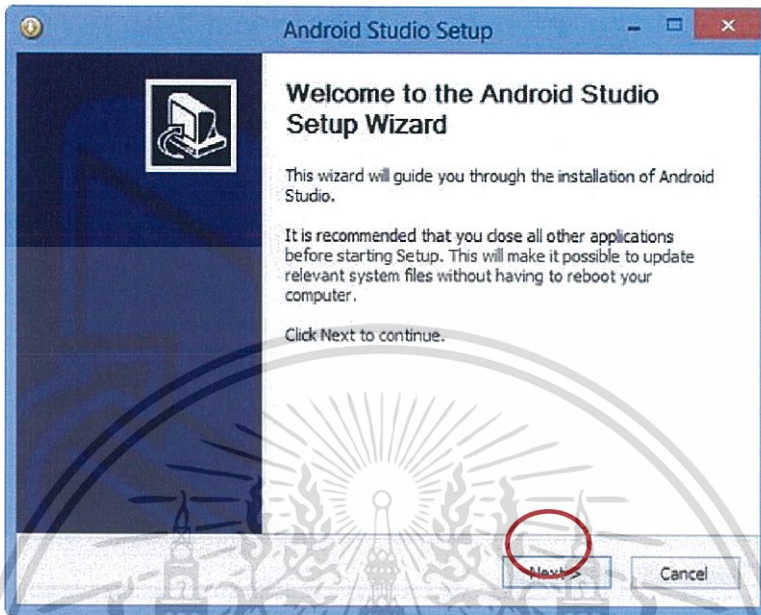 Android Studio Setup
Welcome to the Android Studio
Setup Wizard
This wizard will guide you through the installation of Android
Studio.
It is recommended that you close all other applications
before starting Setup. This will make it possible to update
relevant system files without having to reboot your
computer.
Click Next to continue.
Next >
Cancel